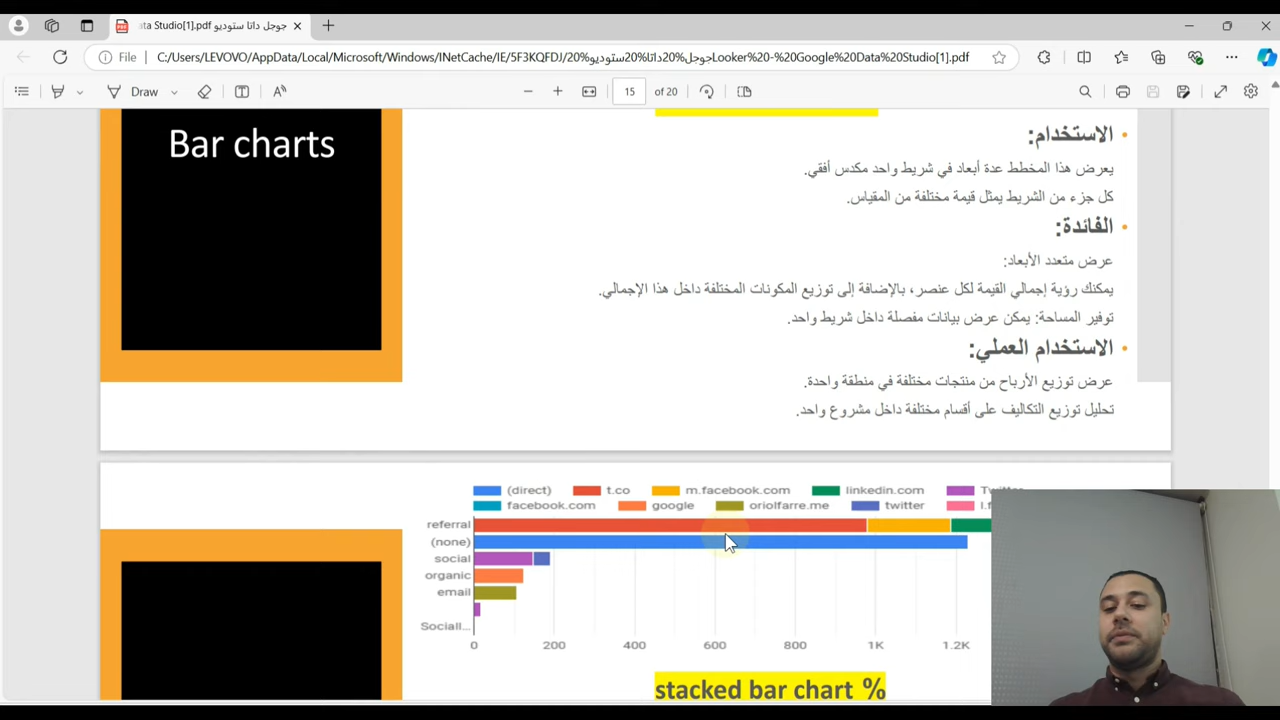 جوجل داتا ستوديو ta Studio[1].pdf
File
C:/Users/LEVOVO/AppData/Local/Microsoft/Windows/INetCache/IE/5F3KQFDJ/جوجل%20داتا%20ستوديو%20Looker%20-%20Google%20Data%20Studio[1].pdf
Draw
15 of 20
Bar charts
الاستخدام:
يعرض هذا المخطط عدة أبعاد في شريط واحد مكدس أفقي.
كل جزء من الشريط يمثل قيمة مختلفة من المقياس.
الفائدة:
عرض متعدد الأبعاد:
يمكنك رؤية إجمالي القيمة لكل عنصر، بالإضافة إلى توزيع المكونات المختلفة داخل هذا الإجمالي.
توفير المساحة: يمكن عرض بيانات مفصلة داخل شريط واحد.
الاستخدام العملي:
عرض توزيع الأرباح من منتجات مختلفة في منطقة واحدة.
تحليل توزيع التكاليف على أقسام مختلفة داخل مشروع واحد.
(direct) t.co m.facebook.com linkedin.com
facebook.com google oriolfarre.me twitter l.f
referral
(none)
social
organic
email
Sociall...
0 200 400 600 800 1K 1.2K
stacked bar chart %